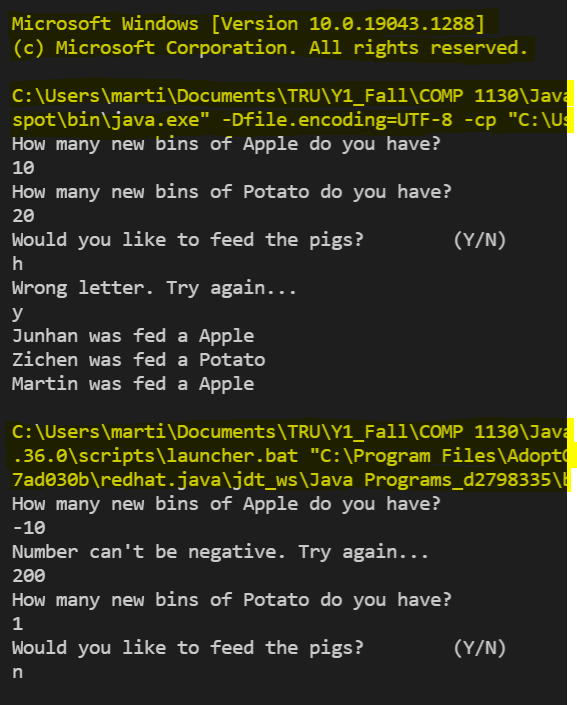 Microsoft Windows [Version 10.0.19043.1288]
(c) Microsoft Corporation. All rights reserved.
C:\Users\marti\Documents\TRU\Y1_Fall\COMP 1130\Java
spot\bin\java.exe" -Dfile.encoding=UTF-8 -cp "C:\Us
How many new bins of Apple do you have?
10
How many new bins of Potato do you have?
20
Would you like to feed the pigs? (Y/N)
h
Wrong letter. Try again...
y
Junhan was fed a Apple
Zichen was fed a Potato
Martin was fed a Apple
C:\Users\marti\Documents\TRU\Y1_Fall\COMP 1130\Java
.36.0\scripts\launcher.bat "C:\Program Files\Adopt
7ad030b\redhat.java\jdt_ws\Java Programs_d2798335\b
How many new bins of Apple do you have?
-10
Number can't be negative. Try again...
200
How many new bins of Potato do you have?
1
Would you like to feed the pigs? (Y/N)
n